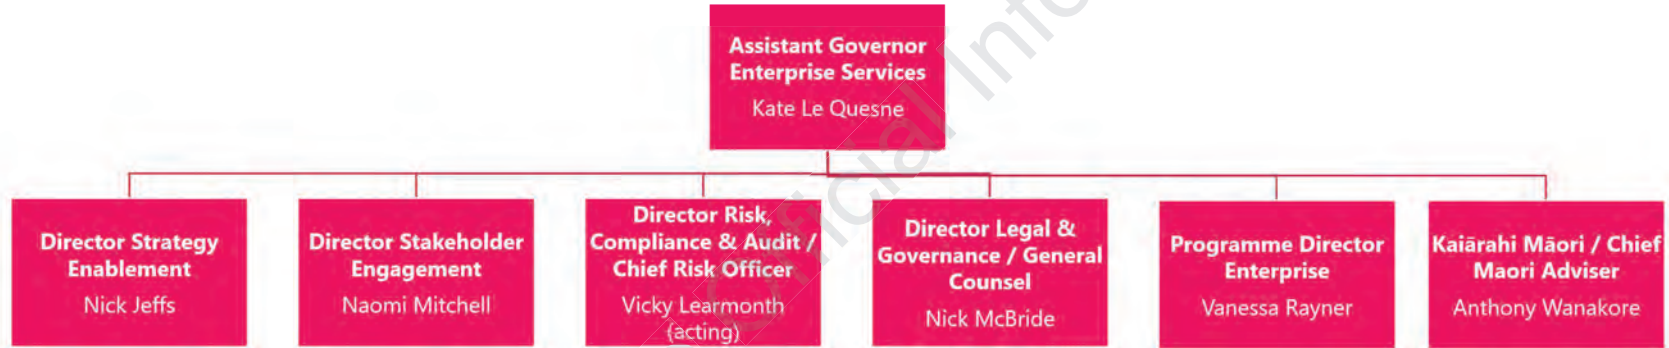 Assistant Governor
Enterprise Services
Kate Le Quesne
Director Strategy
Enablement
Nick Jeffs
Director Stakeholder
Engagement
Naomi Mitchell
Director Risk,
Compliance & Audit /
Chief Risk Officer
Vicky Learmonth
(acting)
Director Legal &
Governance / General
Counsel
Nick McBride
Programme Director
Enterprise
Vanessa Rayner
Kaiārahi Māori / Chief
Maori Adviser
Anthony Wanakore